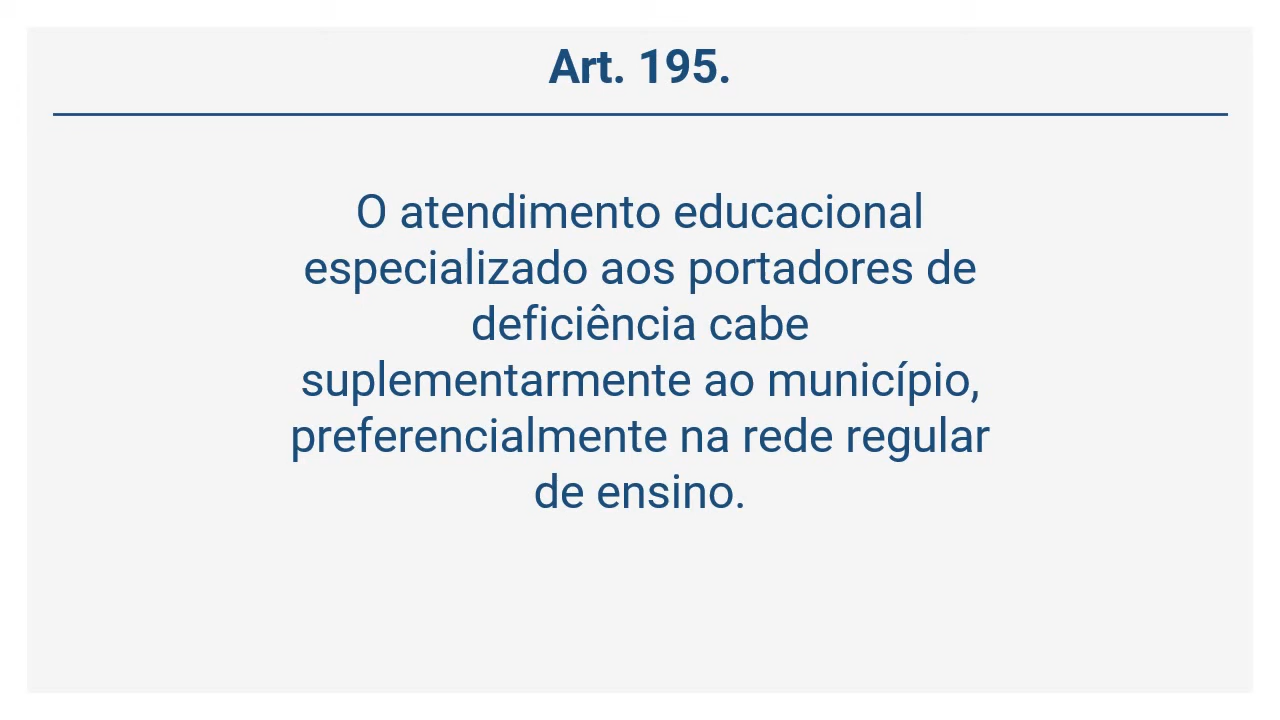 Art. 195.
O atendimento educacional
especializado aos portadores de
deficiência cabe
suplementarmente ao município,
preferencialmente na rede regular
de ensino.